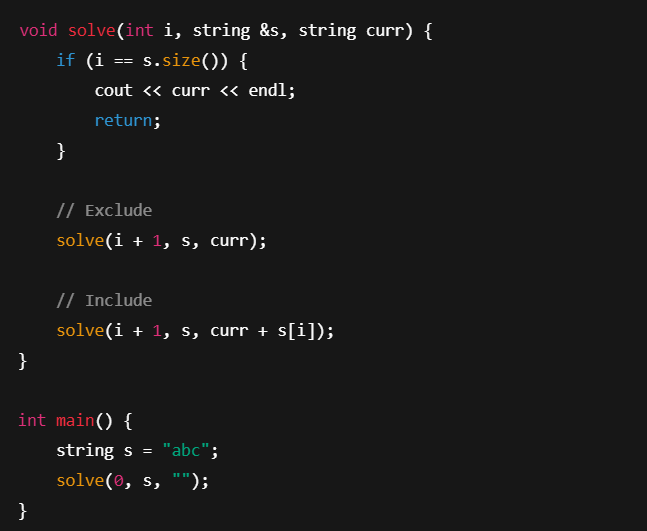 void solve(int i, string &s, string curr) {
    if (i == s.size()) {
        cout << curr << endl;
        return;
    }

    // Exclude
    solve(i + 1, s, curr);

    // Include
    solve(i + 1, s, curr + s[i]);
}

int main() {
    string s = "abc";
    solve(0, s, "");
}